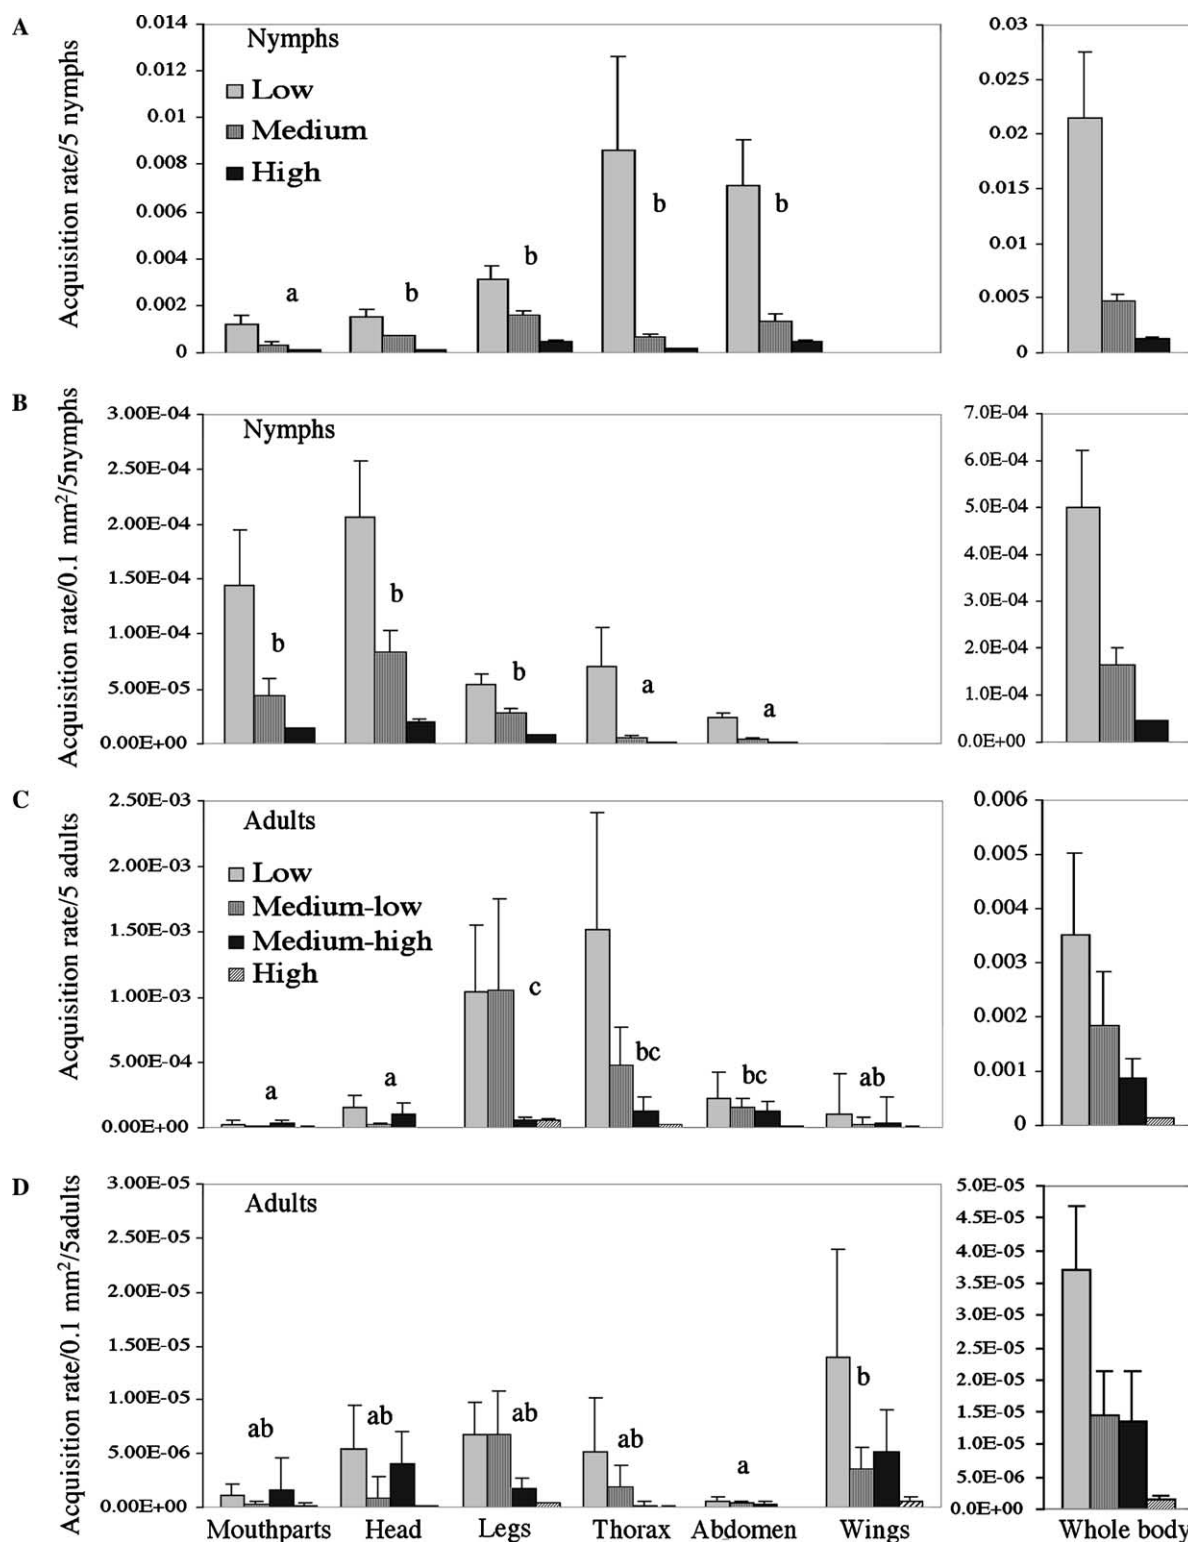 A
Acquisition rate/5 nymphs
0.014
0.012
0.01
0.008
0.006
0.004
0.002
0
Nymphs
Low
Medium
High
a
b
b
b
b
0.03
0.025
0.02
0.015
0.01
0.005
0
B
Acquisition rate/0.1 mm²/5nymphs
3.00E-04
2.50E-04
2.00E-04
1.50E-04
1.00E-04
5.00E-05
0.00E+00
Nymphs
b
b
b
a
a
7.0E-04
6.0E-04
5.0E-04
4.0E-04
3.0E-04
2.0E-04
1.0E-04
0.0E+00
C
Acquisition rate/5 adults
2.50E-03
2.00E-03
1.50E-03
1.00E-03
5.00E-04
0.00E+00
Adults
Low
Medium-low
Medium-high
High
a
a
c
bc
bc
ab
0.006
0.005
0.004
0.003
0.002
0.001
0
D
Acquisition rate/0.1 mm²/5adults
3.00E-05
2.50E-05
2.00E-05
1.50E-05
1.00E-05
5.00E-06
0.00E+00
Adults
ab
ab
ab
ab
a
b
5.0E-05
4.5E-05
4.0E-05
3.5E-05
3.0E-05
2.5E-05
2.0E-05
1.5E-05
1.0E-05
5.0E-06
0.0E+00
Mouthparts Head Legs Thorax Abdomen Wings Whole body